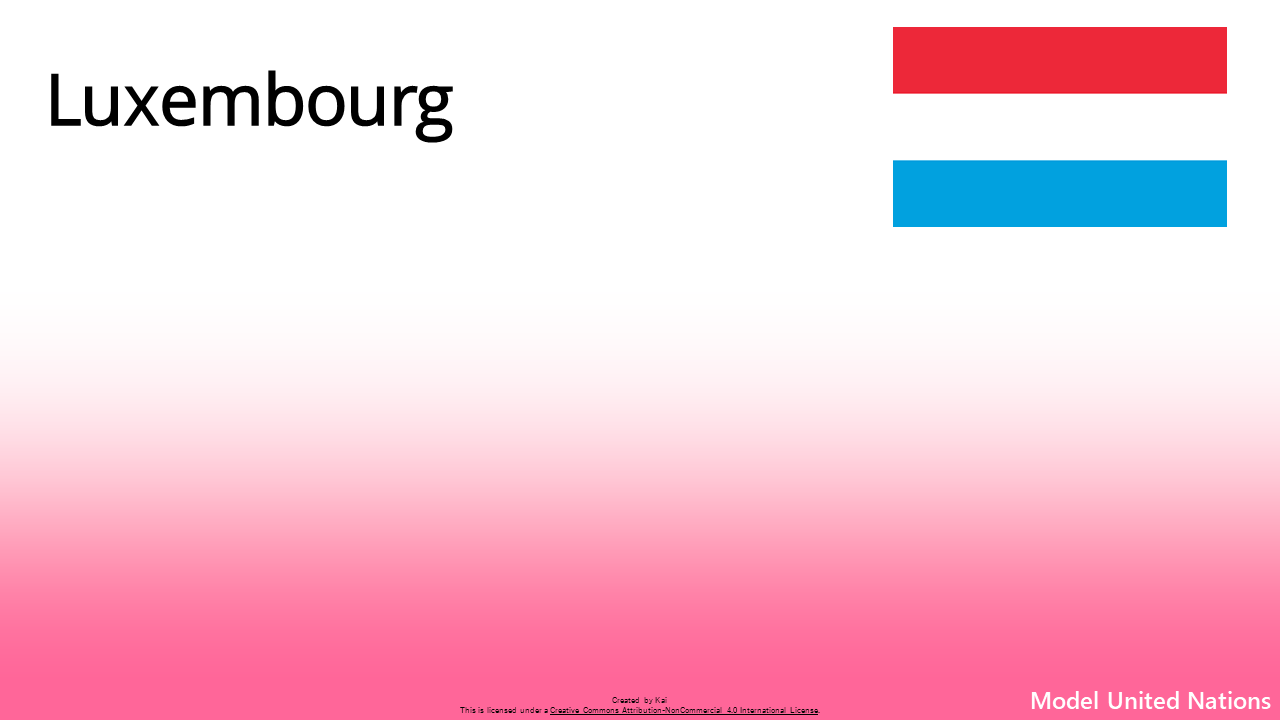 Luxembourg
Created by Kai
This is licensed under a Creative Commons Attribution-NonCommercial 4.0 International License.
Model United Nations